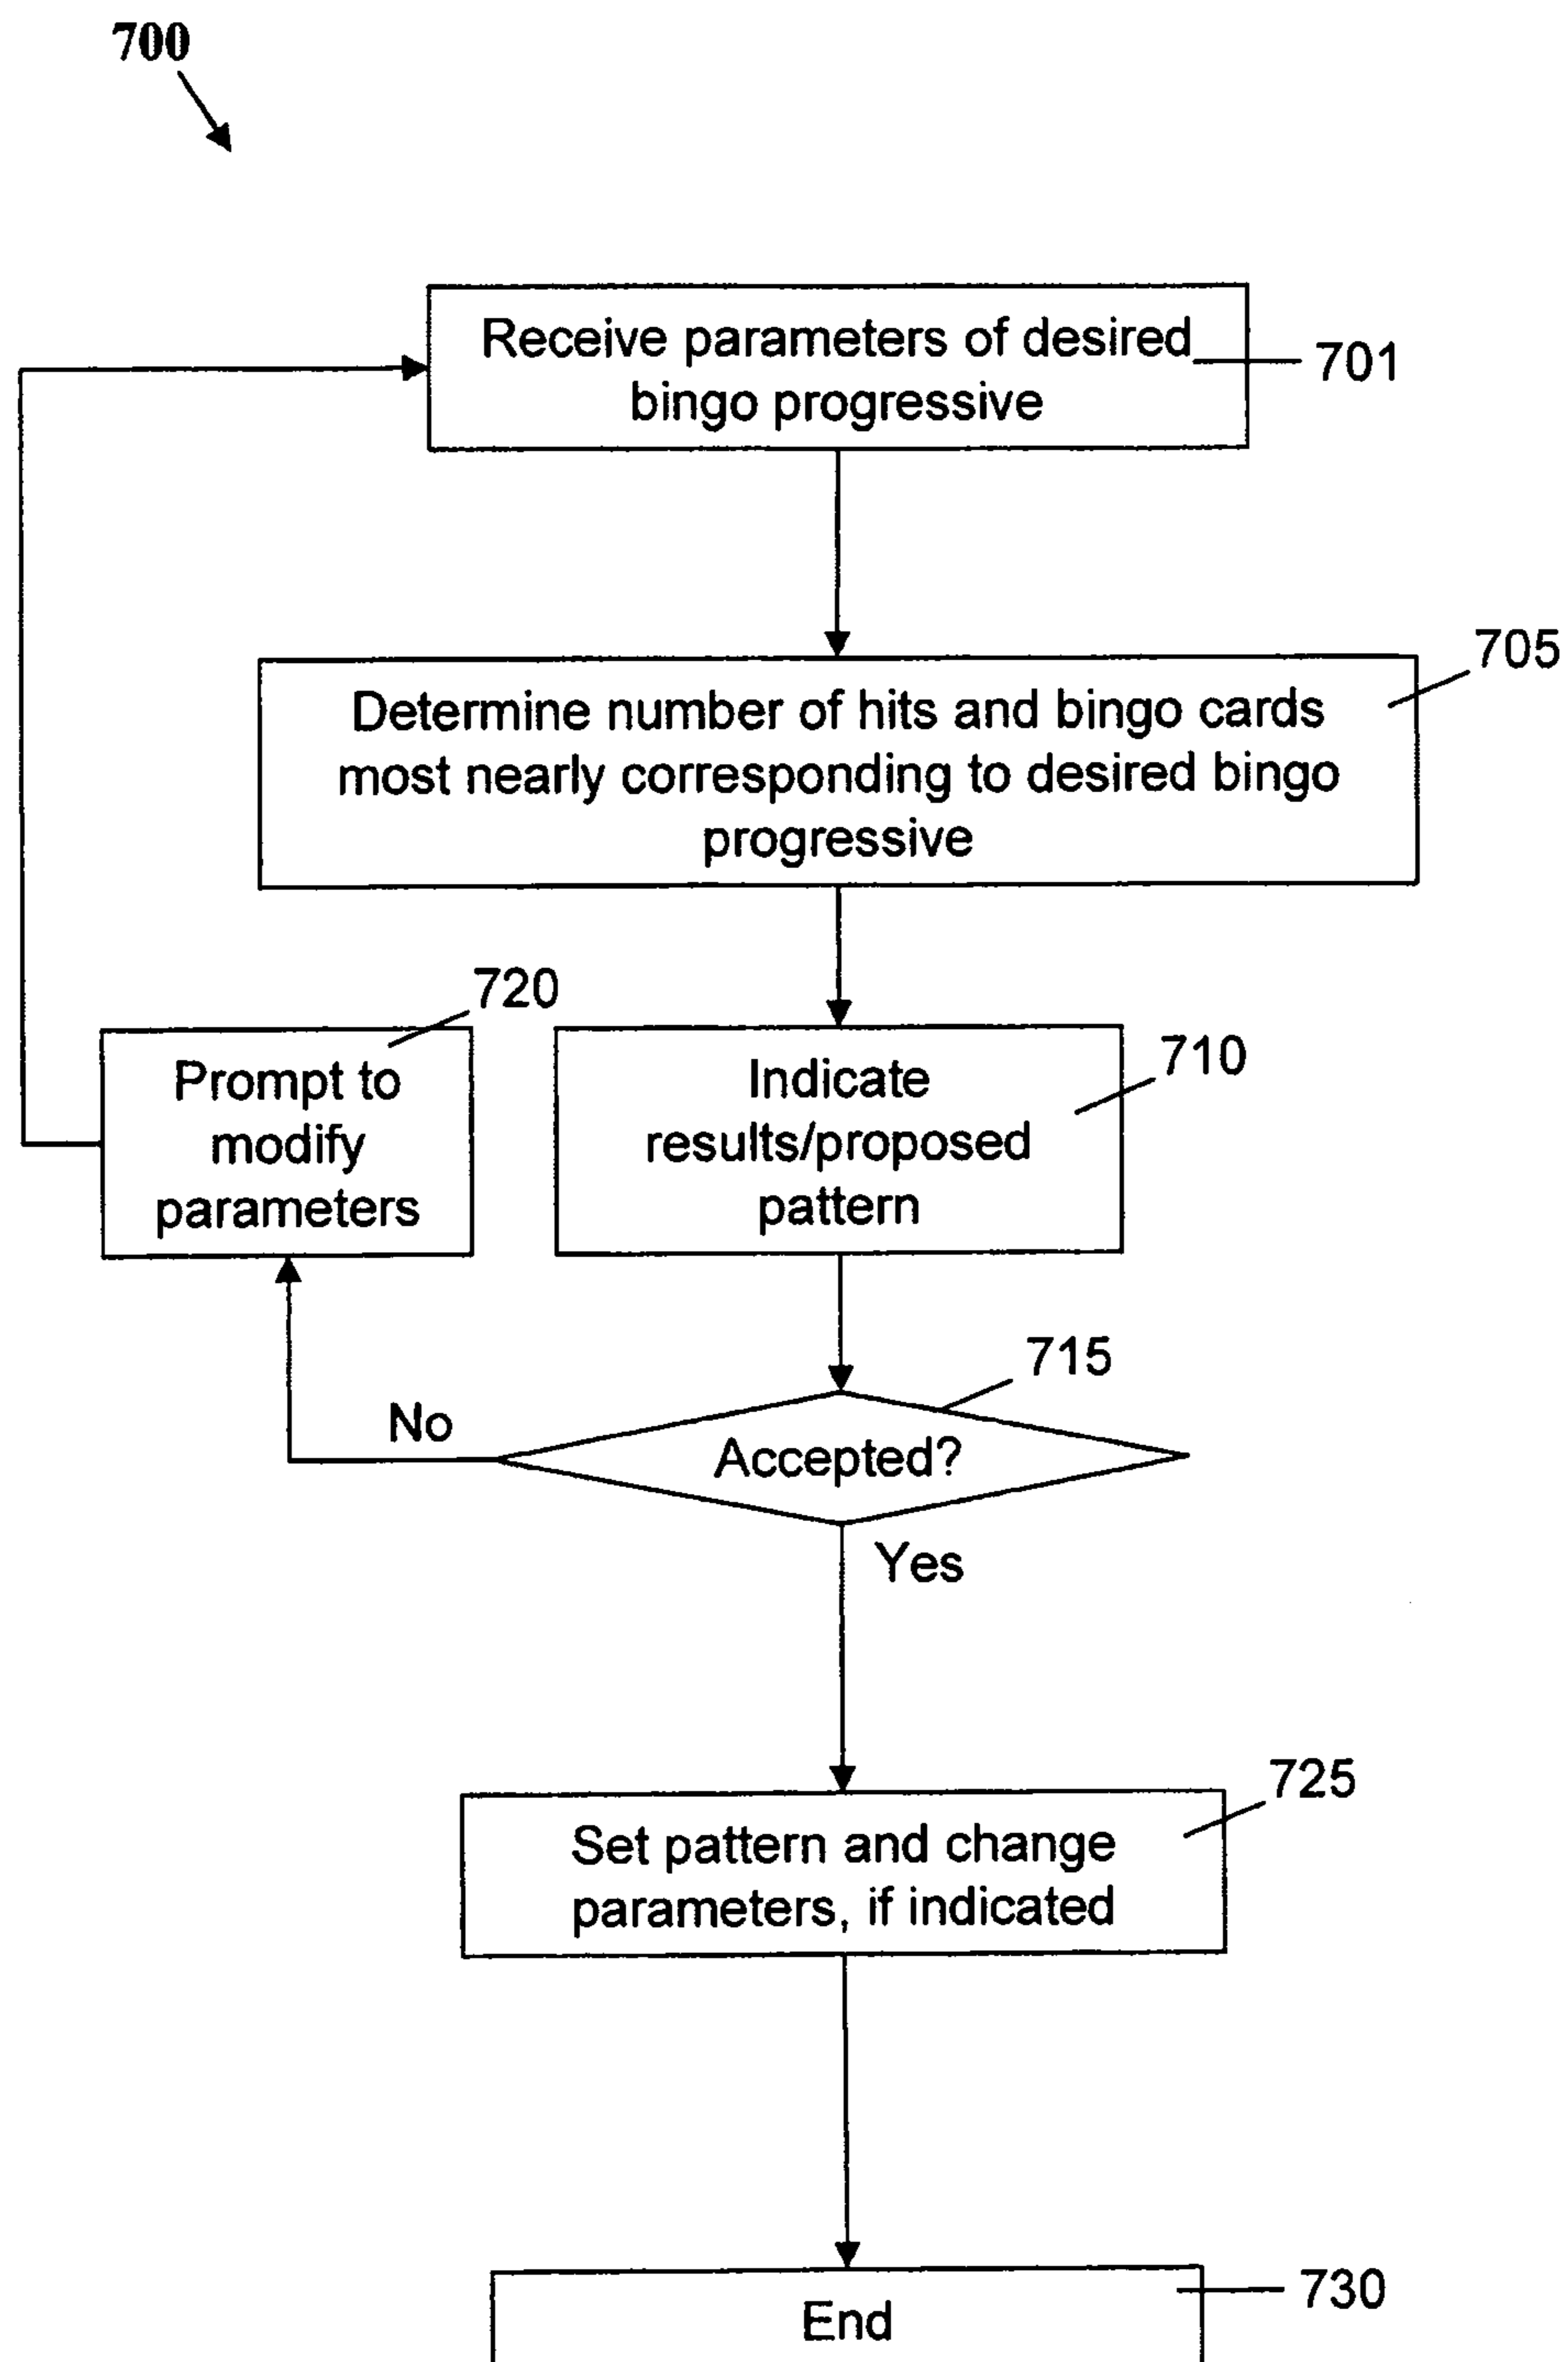 700
Receive parameters of desired
bingo progressive
701
705
Determine number of hits and bingo cards
most nearly corresponding to desired bingo
progressive
720
Prompt to
modify
parameters
710
Indicate
results/proposed
pattern
715
No
Accepted?
Yes
725
Set pattern and change
parameters, if indicated
730
End